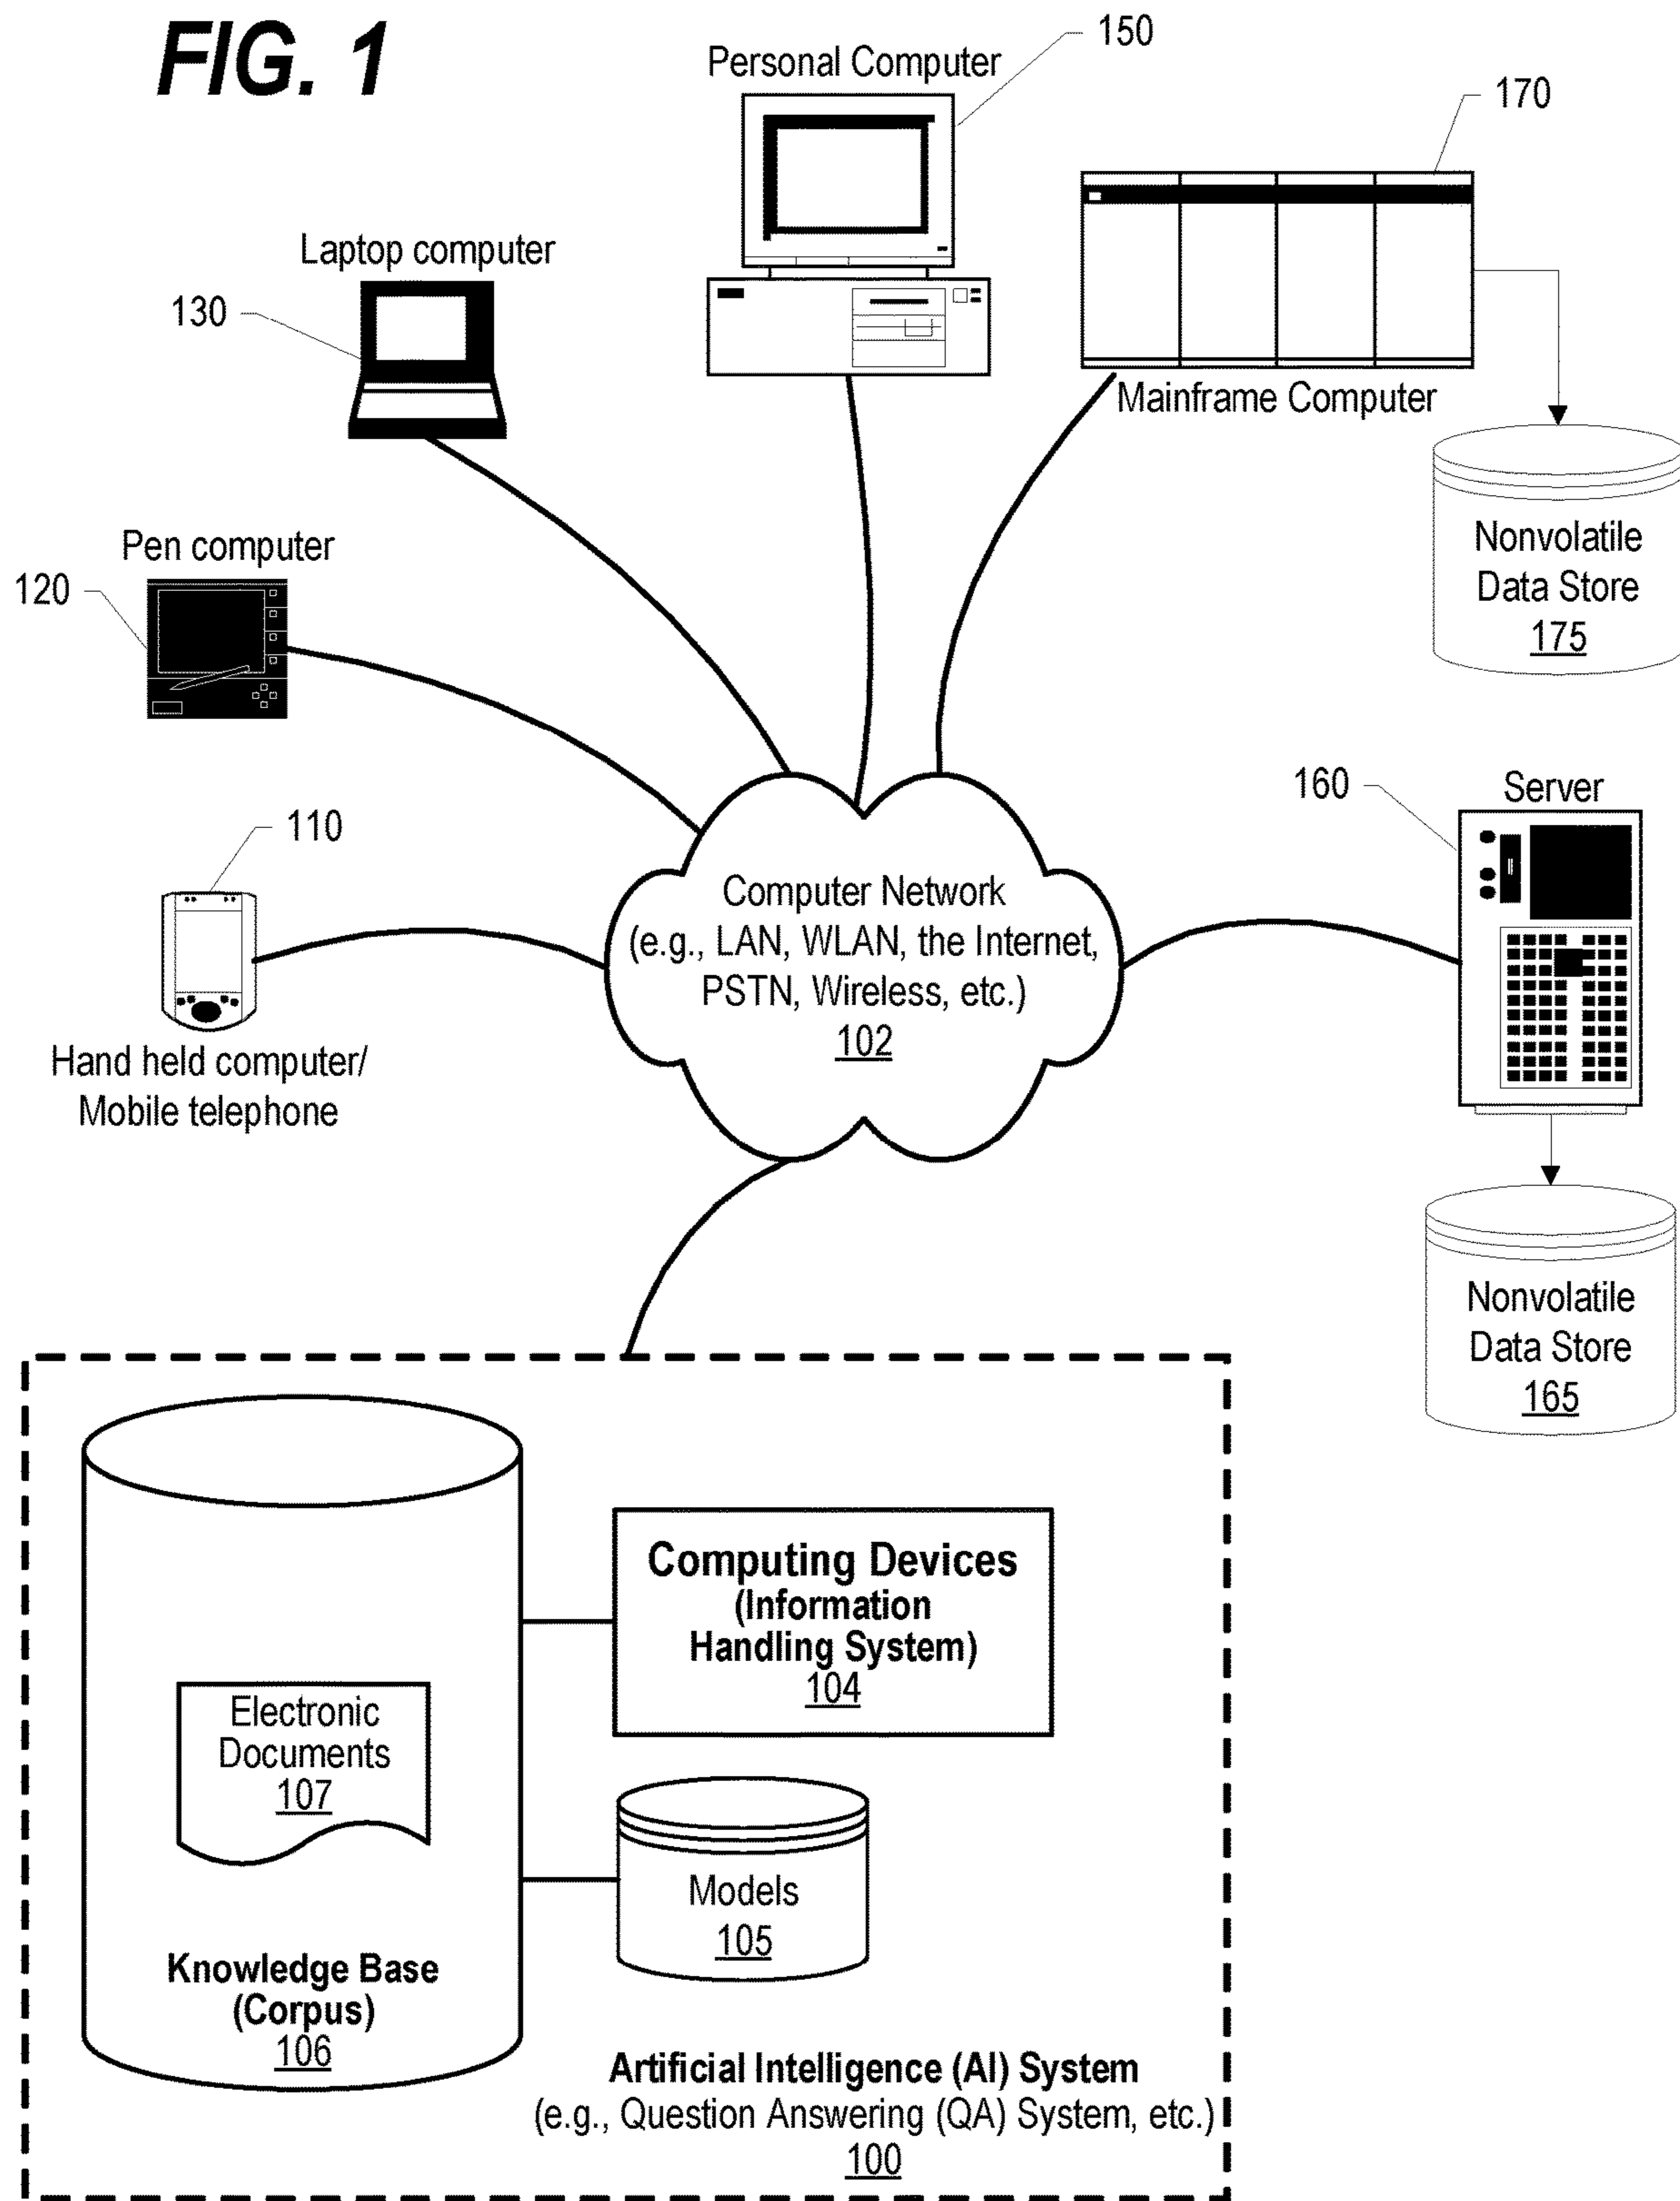 FIG. 1
Personal Computer
150
170
Laptop computer
130
Mainframe Computer
Nonvolatile
Data Store
175
Pen computer
120
160
Server
110
Hand held computer/
Mobile telephone
Computer Network
(e.g., LAN, WLAN, the Internet,
PSTN, Wireless, etc.)
102
Nonvolatile
Data Store
165
Computing Devices
(Information
Handling System)
104
Electronic
Documents
107
Models
105
Knowledge Base
(Corpus)
106
Artificial Intelligence (AI) System
(e.g., Question Answering (QA) System, etc.)
100